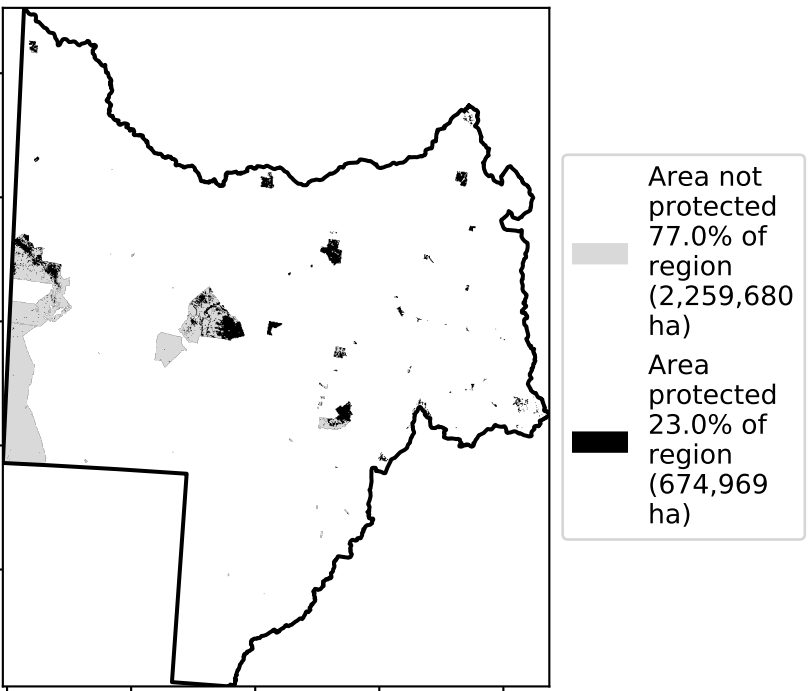 Area not
protected
77.0% of
region
(2,259,680
ha)
Area
protected
23.0% of
region
(674,969
ha)